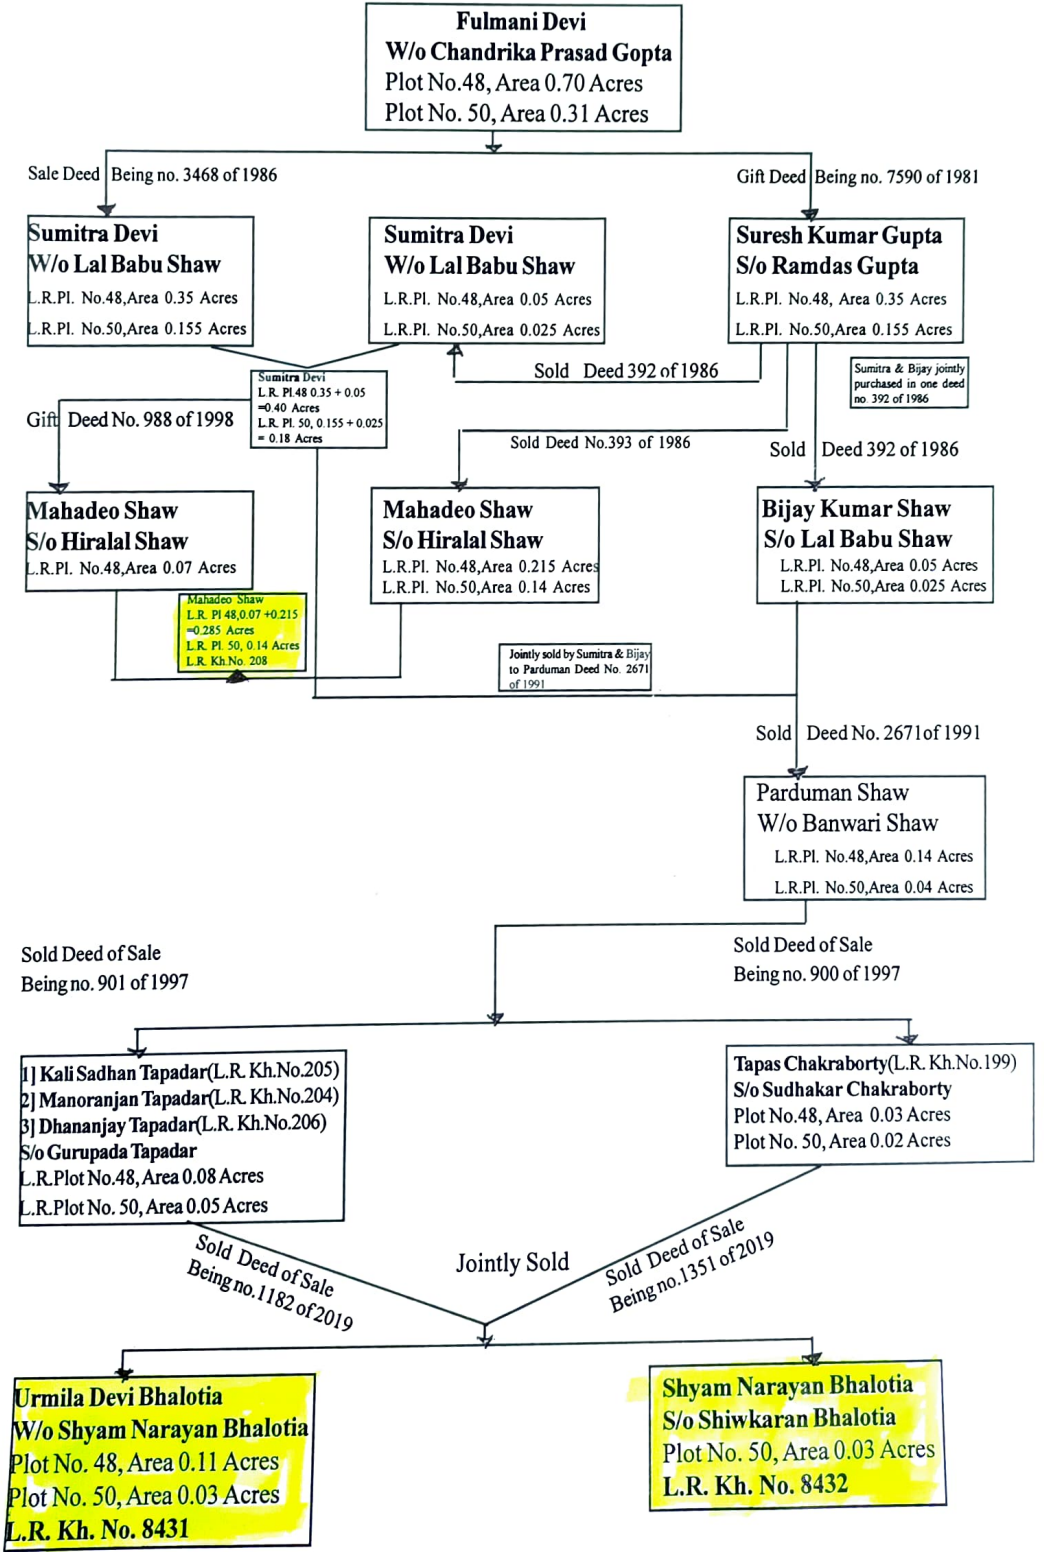 Fulmani Devi
W/o Chandrika Prasad Gopta
Plot No.48, Area 0.70 Acres
Plot No. 50, Area 0.31 Acres
Sale Deed Being no. 3468 of 1986
Gift Deed Being no. 7590 of 1981
Sumitra Devi
W/o Lal Babu Shaw
L.R.Pl. No.48,Area 0.35 Acres
L.R.Pl. No.50,Area 0.155 Acres
Sumitra Devi
W/o Lal Babu Shaw
L.R.Pl. No.48,Area 0.05 Acres
L.R.Pl. No.50,Area 0.025 Acres
Suresh Kumar Gupta
S/o Ramdas Gupta
L.R.Pl. No.48, Area 0.35 Acres
L.R.Pl. No.50,Area 0.155 Acres
Sold Deed 392 of 1986
Sumitra & Bijay jointly
purchased in one deed
no. 392 of 1986
Sumitra Devi
L.R. Pl.48 0.35 + 0.05
=0.40 Acres
L.R. Pl. 50, 0.155 + 0.025
= 0.18 Acres
Gift Deed No. 988 of 1998
Sold Deed No.393 of 1986
Sold Deed 392 of 1986
Mahadeo Shaw
S/o Hiralal Shaw
L.R.Pl. No.48,Area 0.07 Acres
Mahadeo Shaw
S/o Hiralal Shaw
L.R.Pl. No.48,Area 0.215 Acres
L.R.Pl. No.50,Area 0.14 Acres
Bijay Kumar Shaw
S/o Lal Babu Shaw
L.R.Pl. No.48,Area 0.05 Acres
L.R.Pl. No.50,Area 0.025 Acres
Mahadeo Shaw
L.R. Pl 48,0.07 +0.215
=0.285 Acres
L.R. Pl. 50, 0.14 Acres
L.R. Kh.No. 208
Jointly sold by Sumitra & Bijay
to Parduman Deed No. 2671
of 1991
Sold Deed No. 2671of 1991
Parduman Shaw
W/o Banwari Shaw
L.R.Pl. No.48,Area 0.14 Acres
L.R.Pl. No.50,Area 0.04 Acres
Sold Deed of Sale
Being no. 901 of 1997
Sold Deed of Sale
Being no. 900 of 1997
1] Kali Sadhan Tapadar(L.R. Kh.No.205)
2] Manoranjan Tapadar(L.R. Kh.No.204)
3] Dhananjay Tapadar(L.R. Kh.No.206)
S/o Gurupada Tapadar
L.R.Plot No.48, Area 0.08 Acres
L.R.Plot No. 50, Area 0.05 Acres
Tapas Chakraborty(L.R. Kh.No.199)
S/o Sudhakar Chakraborty
Plot No.48, Area 0.03 Acres
Plot No. 50, Area 0.02 Acres
Sold Deed of Sale
Being no.1182 of 2019
Jointly Sold
Sold Deed of Sale
Being no.1351 of 2019
Urmila Devi Bhalotia
W/o Shyam Narayan Bhalotia
Plot No. 48, Area 0.11 Acres
Plot No. 50, Area 0.03 Acres
L.R. Kh. No. 8431
Shyam Narayan Bhalotia
S/o Shiwkaran Bhalotia
Plot No. 50, Area 0.03 Acres
L.R. Kh. No. 8432